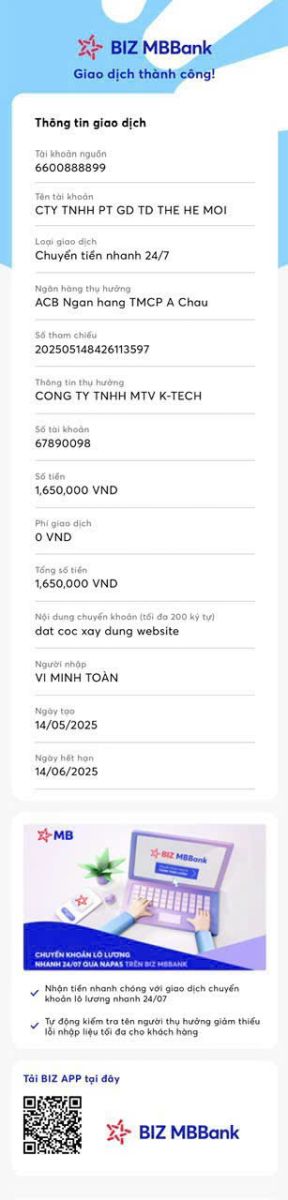 BIZ MBBank
Giao dịch thành công!
Thông tin giao dịch
Tài khoản nguồn
6600888899
Tên tài khoản
CTY TNHH PT GD TD THE HE MOI
Loại giao dịch
Chuyển tiền nhanh 24/7
Ngân hàng thụ hưởng
ACB Ngan hang TMCP A Chau
Số tham chiếu
202505148426113597
Thông tin thụ hưởng
CONG TY TNHH MTV K-TECH
Số tài khoản
67890098
Số tiền
1,650,000 VND
Phí giao dịch
0 VND
Tổng số tiền
1,650,000 VND
Nội dung chuyển khoản (tối đa 200 ký tự)
dat coc xay dung website
Người nhập
VI MINH TOÀN
Ngày tạo
14/05/2025
Ngày hết hạn
14/06/2025
MB
BIZ MBBank
CHUYỂN KHOẢN LÔ LƯƠNG
NHANH 24/07 QUA NAPAS TRÊN BIZ MBBANK
Nhận tiền nhanh chóng với giao dịch chuyển
khoản lô lương nhanh 24/07
Tự động kiểm tra tên người thụ hưởng giảm thiểu
lỗi nhập liệu tối đa cho khách hàng
Tải BIZ APP tại đây
BIZ MBBank